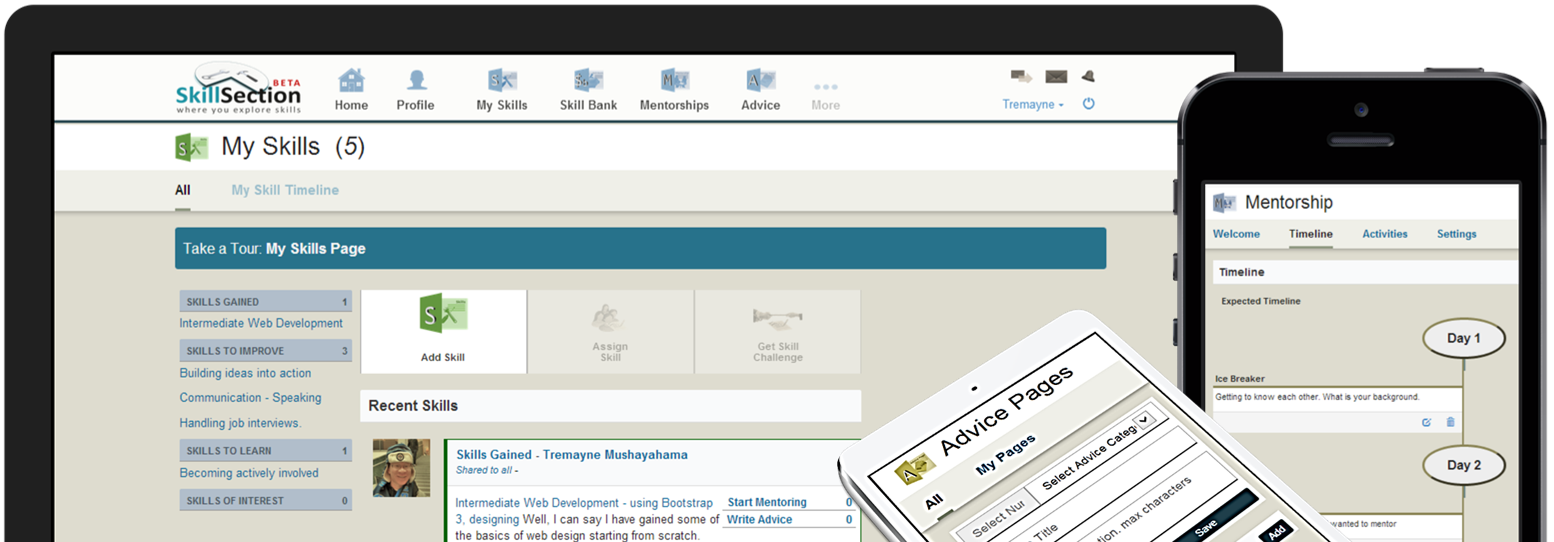 BETA
SkillSection
where you explore skills
Home
Profile
My Skills
Skill Bank
Mentorships
Advice
More
Tremayne
My Skills (5)
All
My Skill Timeline
Take a Tour: My Skills Page
SKILLS GAINED 1
Intermediate Web Development
SKILLS TO IMPROVE 3
Building ideas into action
Communication - Speaking
Handling job interviews.
SKILLS TO LEARN 1
Becoming actively involved
SKILLS OF INTEREST 0
Add Skill
Assign
Skill
Get Skill
Challenge
Recent Skills
Skills Gained - Tremayne Mushayahama
Shared to all -
Intermediate Web Development - using Bootstrap
3, designing Well, I can say I have gained some of
the basics of web design starting from scratch.
Start Mentoring 0
Write Advice 0
Advice Pages
All
My Pages
Select Nur
Select Advice Categ
Title
tion, max characters
Save
Add
Mentorship
Welcome
Timeline
Activities
Settings
Timeline
Expected Timeline
Day 1
Ice Breaker
Getting to know each other. What is your background.
Day 2
wanted to mentor